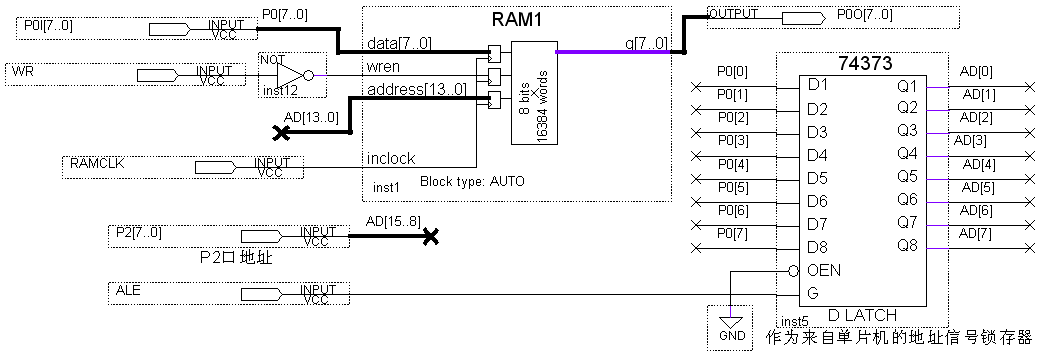 P0I[7..0]
INPUT
VCC
P0[7..0]
RAM1
OUTPUT
P0O[7..0]
data[7..0]
q[7..0]
WR
INPUT
VCC
NOT
inst12
wren
address[13..0]
8 bits
16384 words
AD[13..0]
RAMCLK
INPUT
VCC
inclock
inst1
Block type: AUTO
P2[7..0]
INPUT
VCC
AD[15..8]
P2口地址
ALE
INPUT
VCC
74373
P0[0]
D1
Q1
AD[0]
P0[1]
D2
Q2
AD[1]
P0[2]
D3
Q3
AD[2]
P0[3]
D4
Q4
AD[3]
P0[4]
D5
Q5
AD[4]
P0[5]
D6
Q6
AD[5]
P0[6]
D7
Q7
AD[6]
P0[7]
D8
Q8
AD[7]
OEN
G
inst5
D LATCH
GND
作为来自单片机的地址信号锁存器